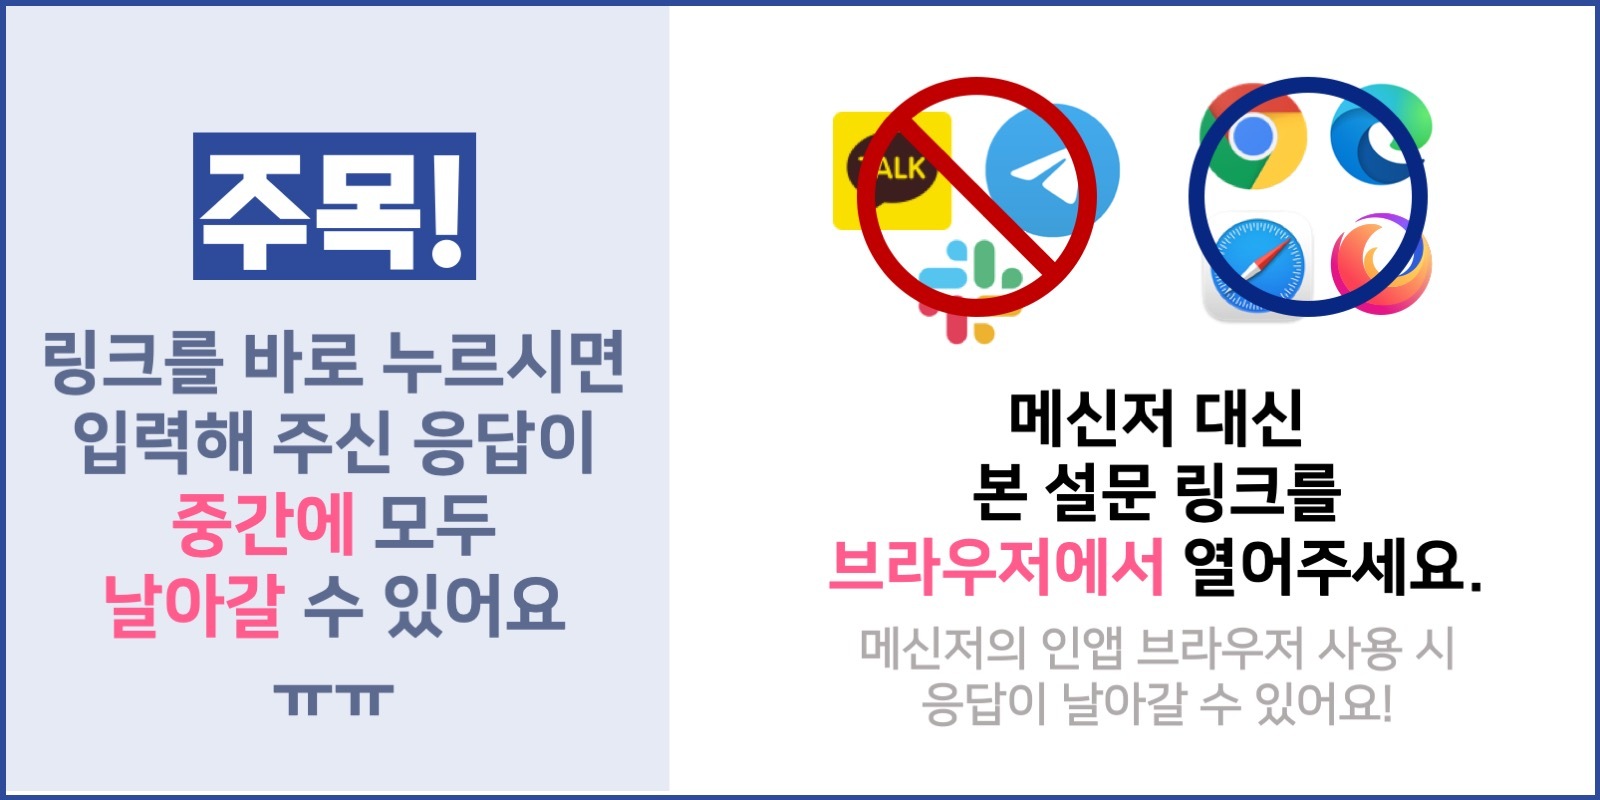 주목!
링크를 바로 누르시면
입력해 주신 응답이
중간에 모두
날아갈 수 있어요
ㅠㅠ
TALK
메신저 대신
본 설문 링크를
브라우저에서 열어주세요.
메신저의 인앱 브라우저 사용 시
응답이 날아갈 수 있어요!